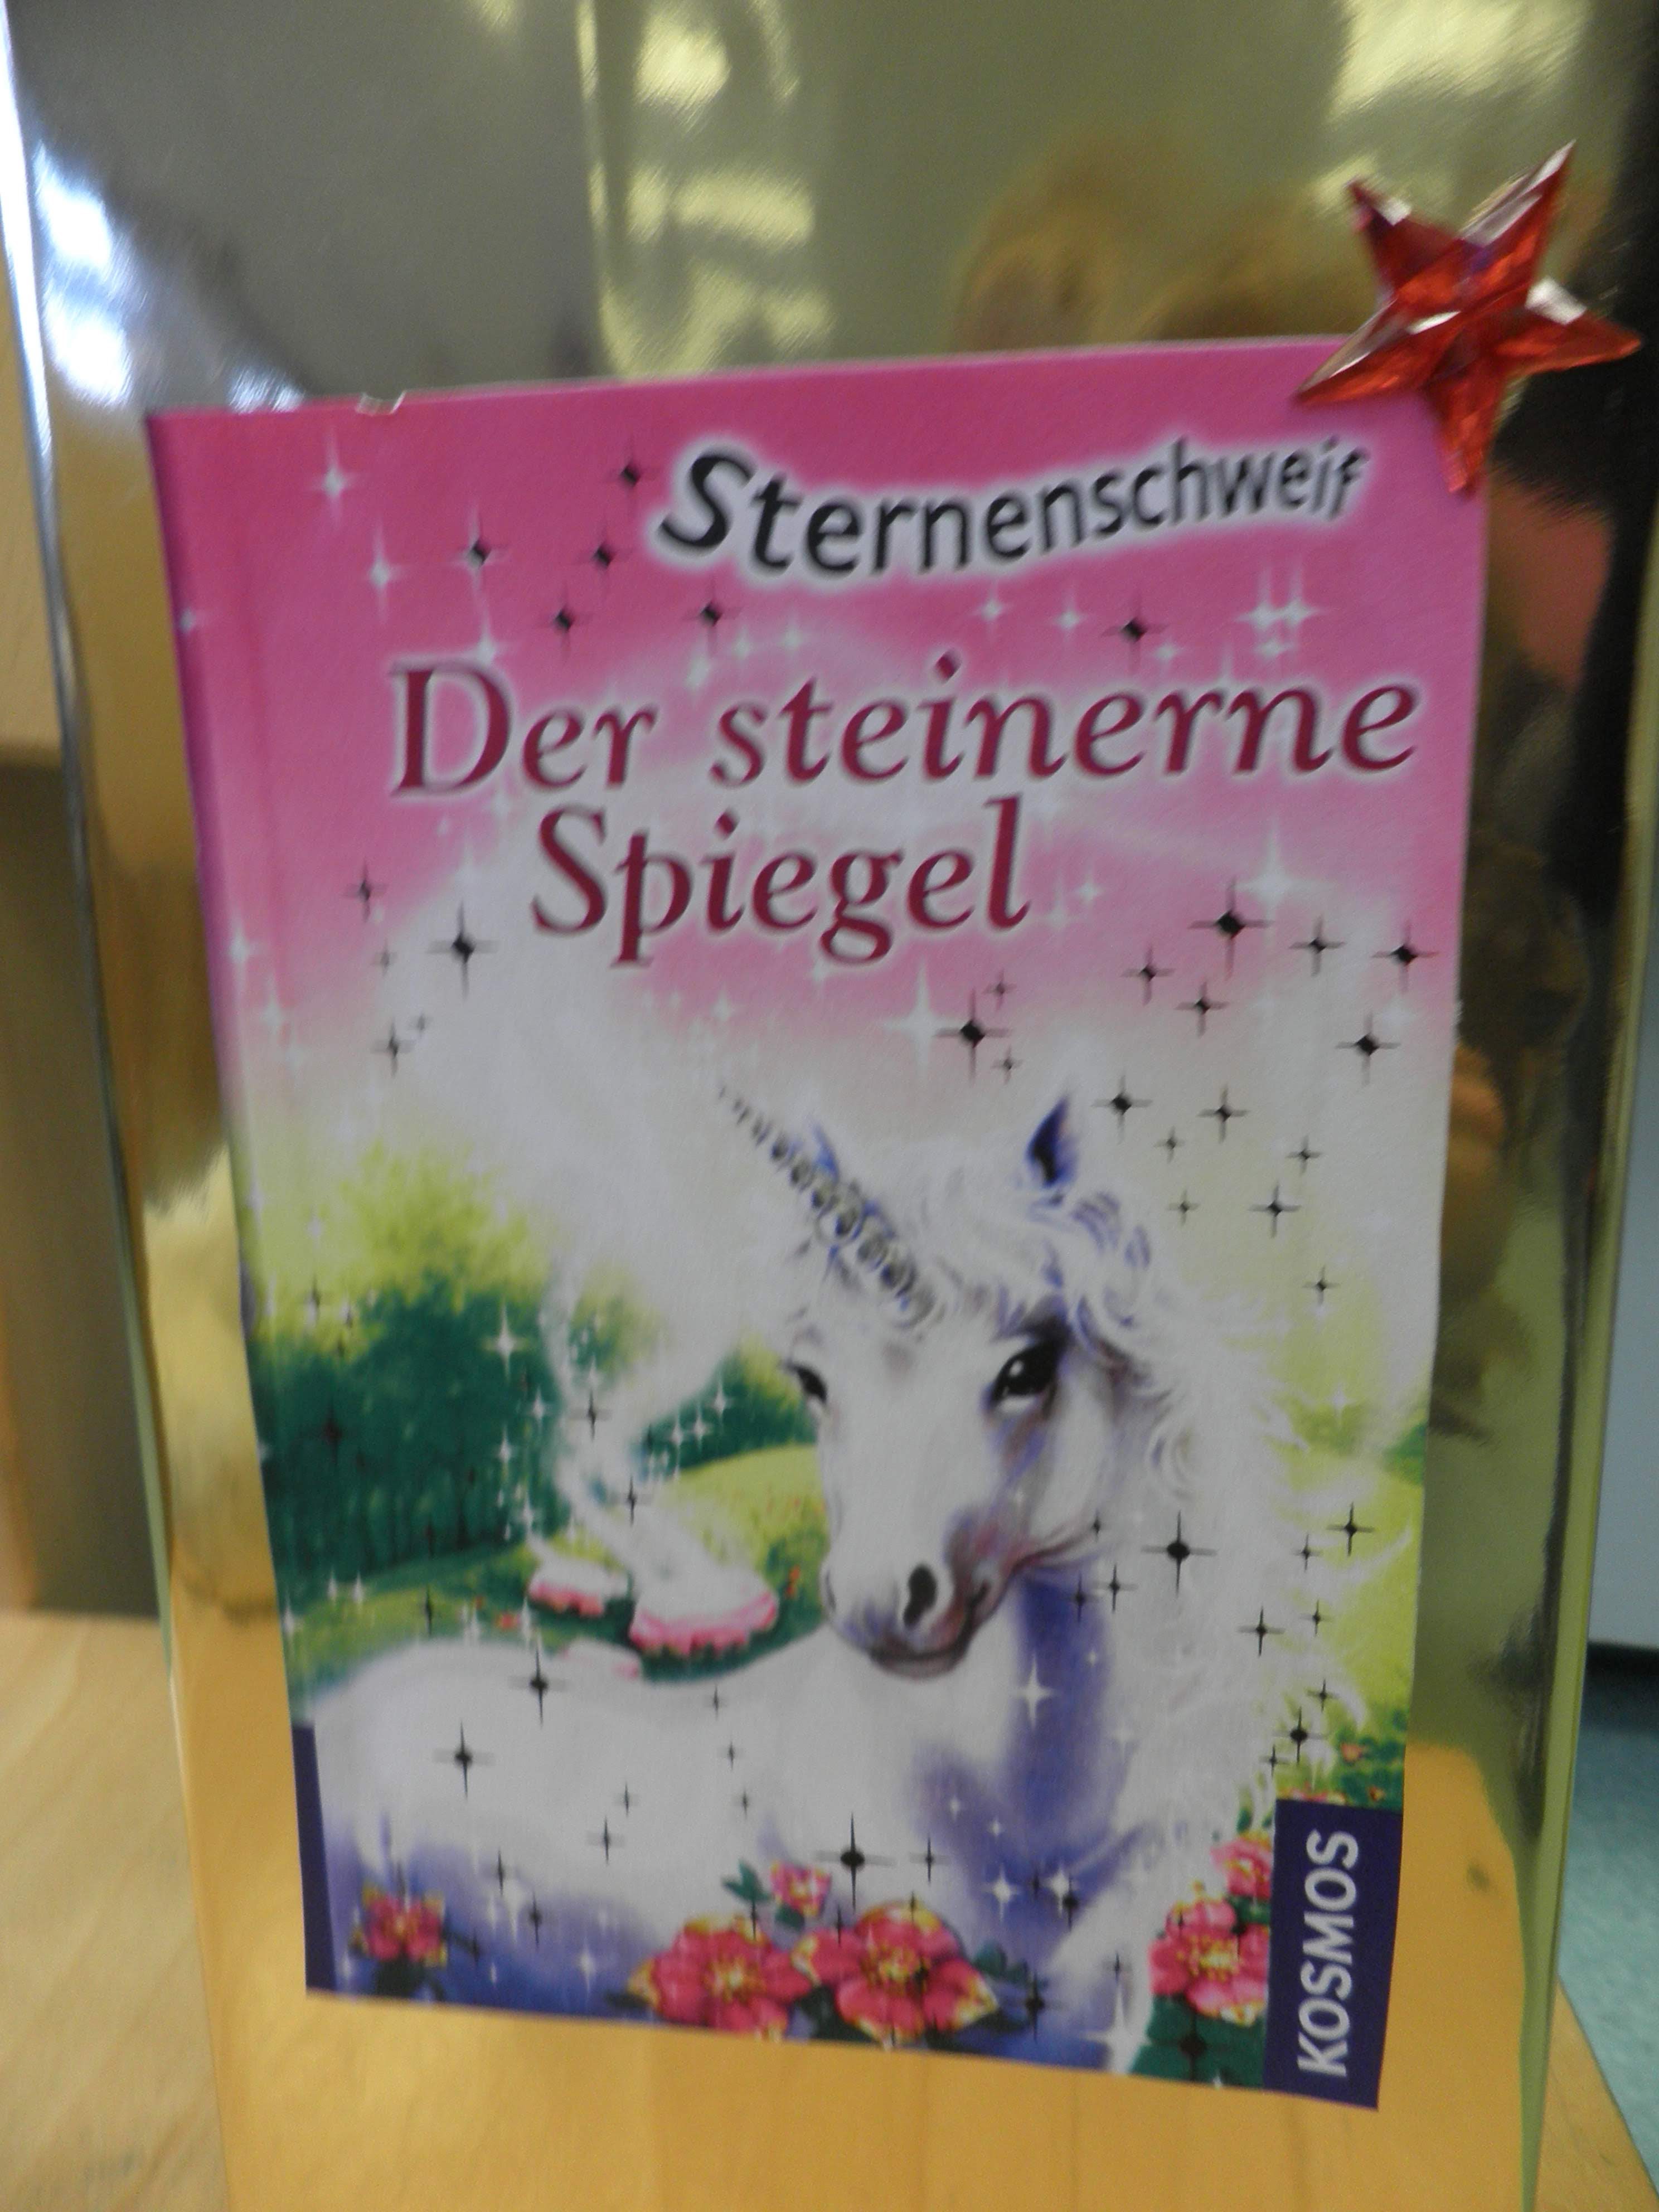 Sternenschweif
Der steinerne
Spiegel
KOSMOS